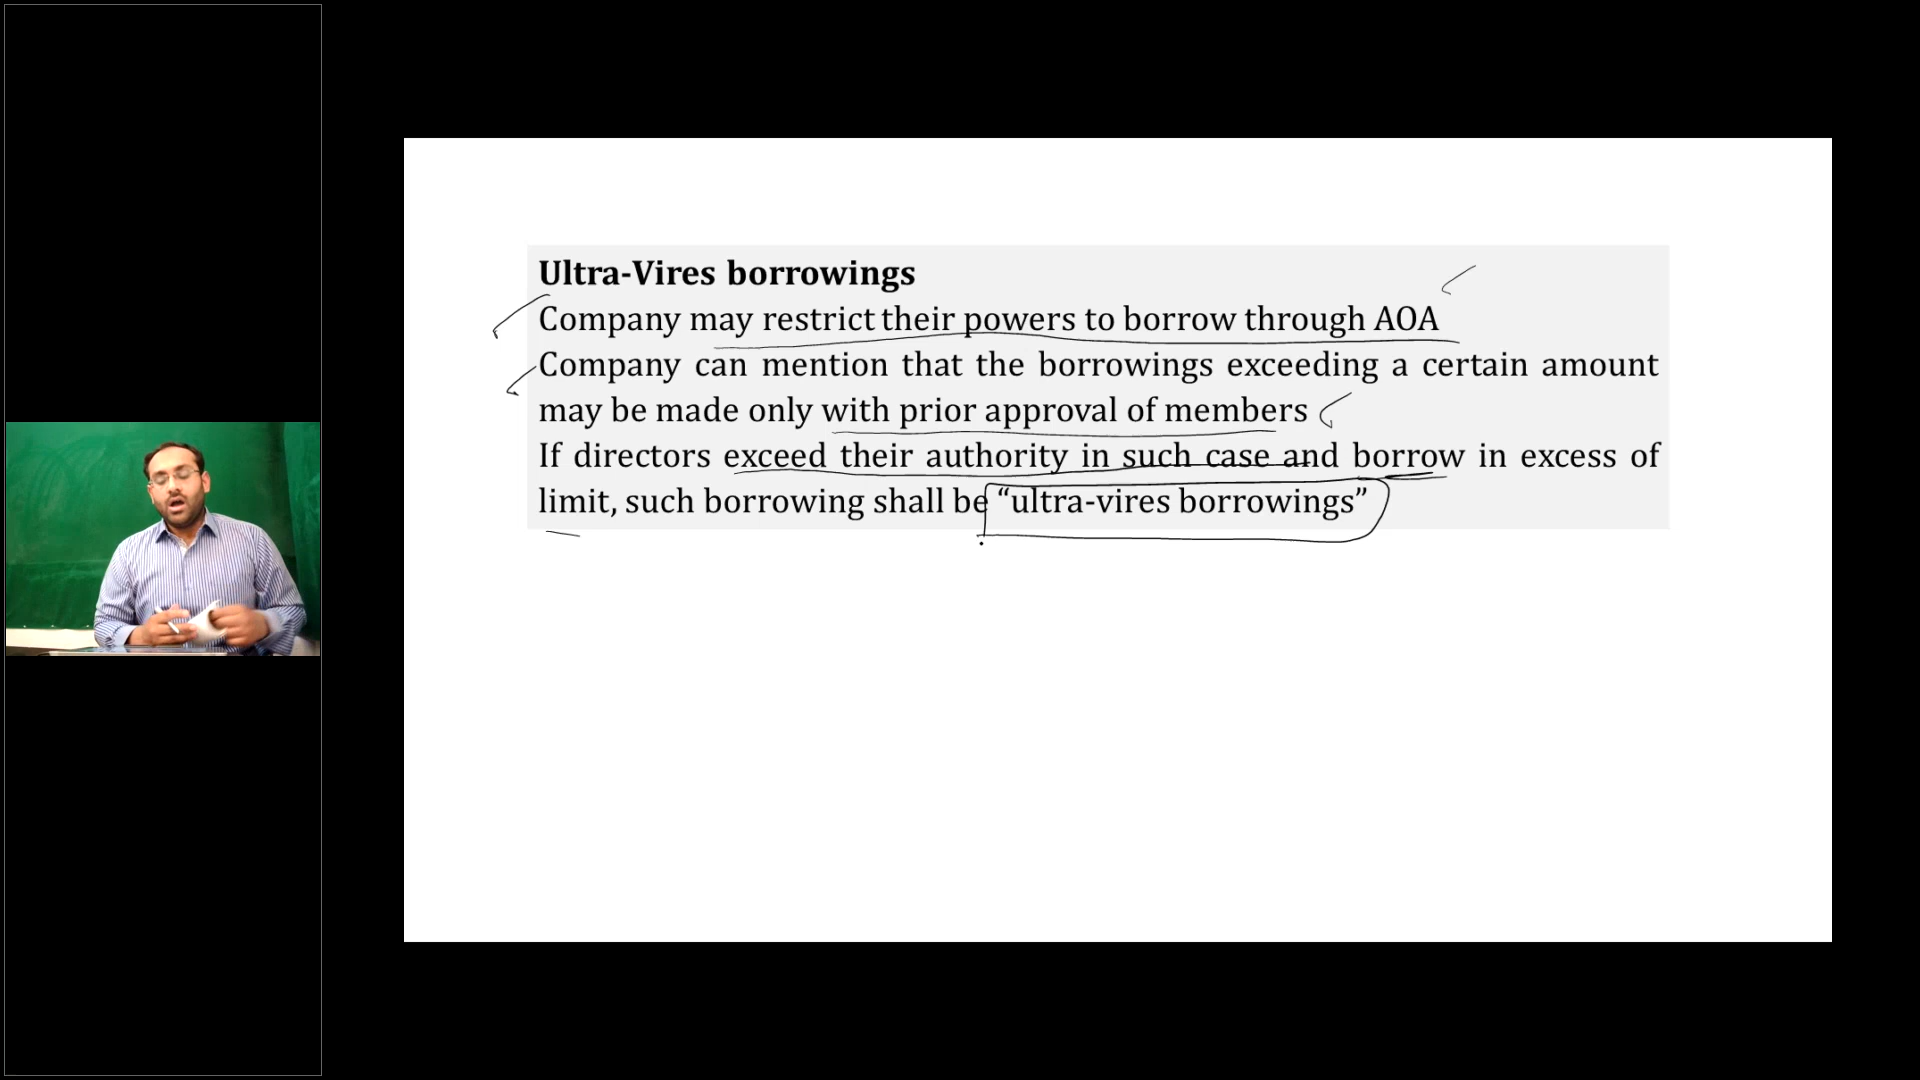 Ultra-Vires borrowings
Company may restrict their powers to borrow through AOA
Company can mention that the borrowings exceeding a certain amount
may be made only with prior approval of members
If directors exceed their authority in such case and borrow in excess of
limit, such borrowing shall be “ultra-vires borrowings”